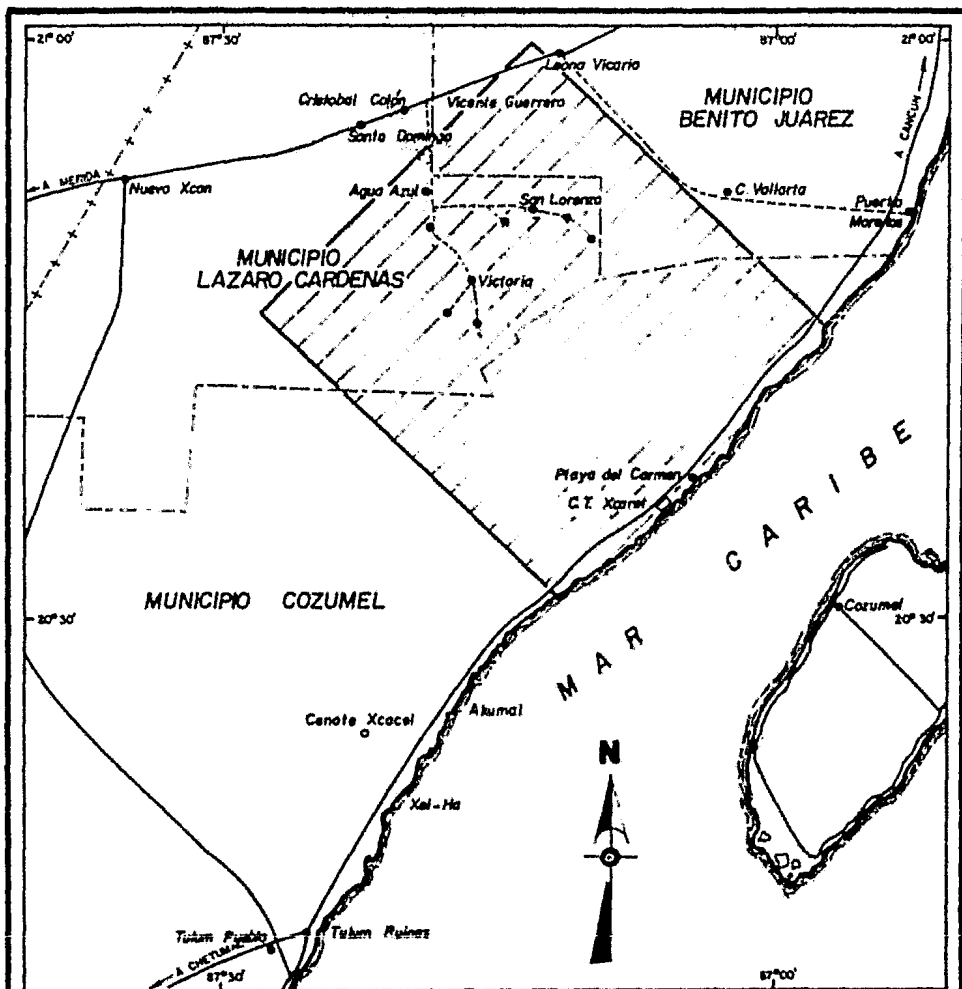 21° 00'
87° 30'
87° 00'
21° 00'
Leona Vicario
Cristobal Colón
Vicente Guerrero
MUNICIPIO
BENITO JUAREZ
Santo Domingo
A CANCUN
A MERIDA
Nuevo Xcan
Agua Azul
San Lorenzo
C. Vallarta
Puerto
Morelos
MUNICIPIO
LAZARO CARDENAS
Victoria
Playa del Carmen
C.T. Xcaret
MAR CARIBE
MUNICIPIO COZUMEL
Cozumel
20° 30'
20° 30'
Akumal
Cenote Xcacel
N
Xel-Ha
Tulum Pueblo
Tulum Ruinas
A CHETUMAL
87° 30'
87° 00'